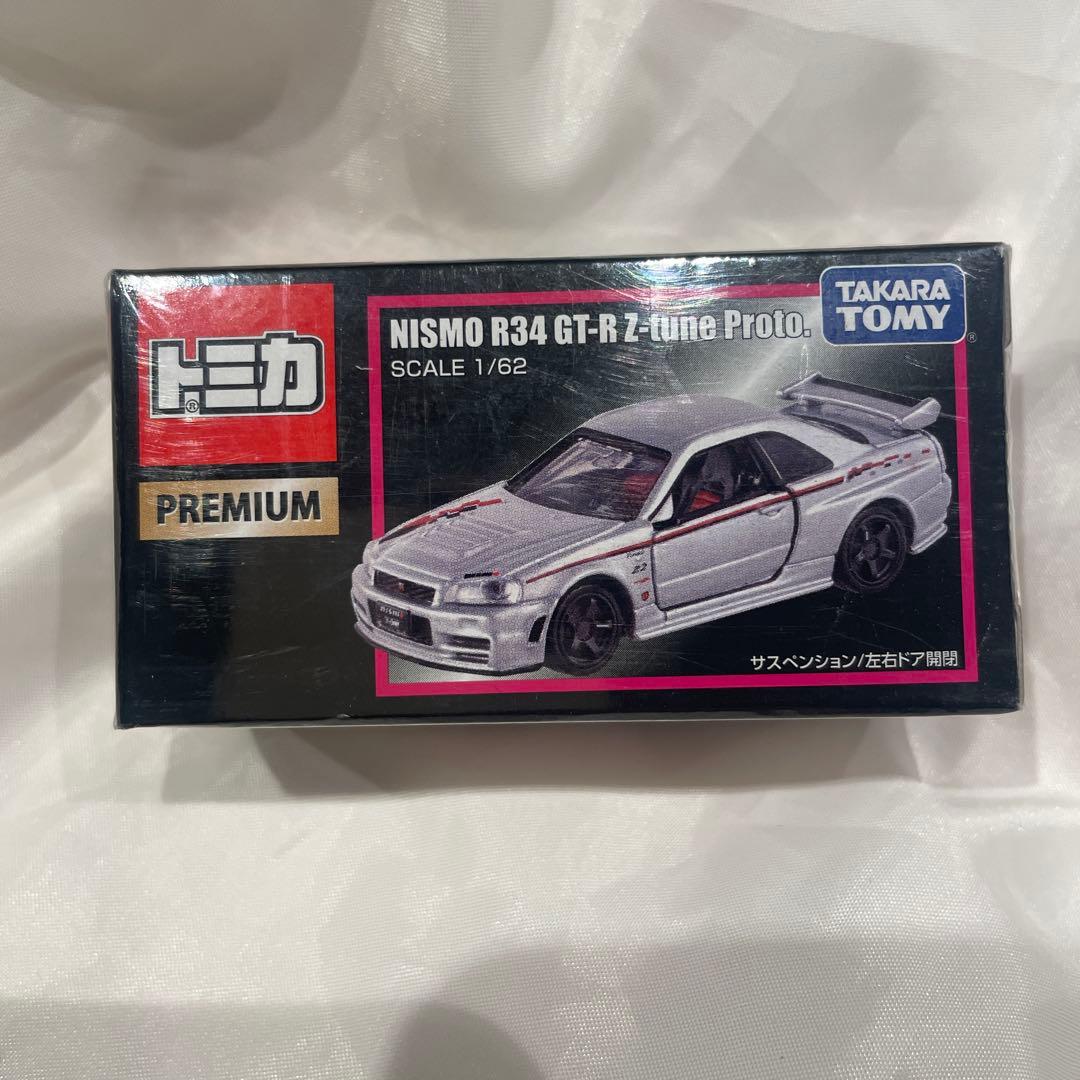 トミカ®
PREMIUM
NISMO R34 GT-R Z-tune Proto.
SCALE 1/62
TAKARA
TOMY®
サスペンション/左右ドア開閉